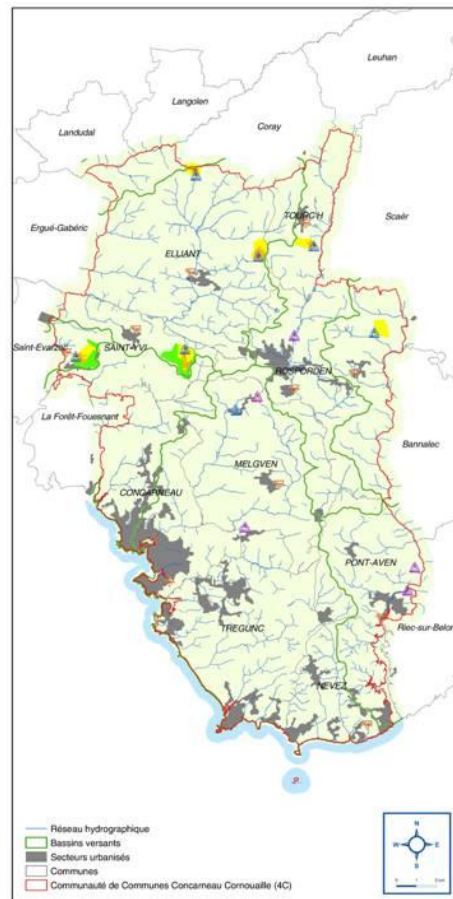 Leuhan
Langolen
Landudal
Coray
TOURC'H
Scaër
Ergué-Gabéric
ELLIANT
Saint-Evarzec
SAINT-YVI
ROSPORDEN
La Forêt-Fouesnant
Bannalec
MELGVEN
CONCARNEAU
PONT-AVEN
TREGUNC
Riec-sur-Belon
NEVEZ
Réseau hydrographique
Bassins versants
Secteurs urbanisés
Communes
Communauté de Communes Concarneau Cornouaille (4C)
N
W E
S